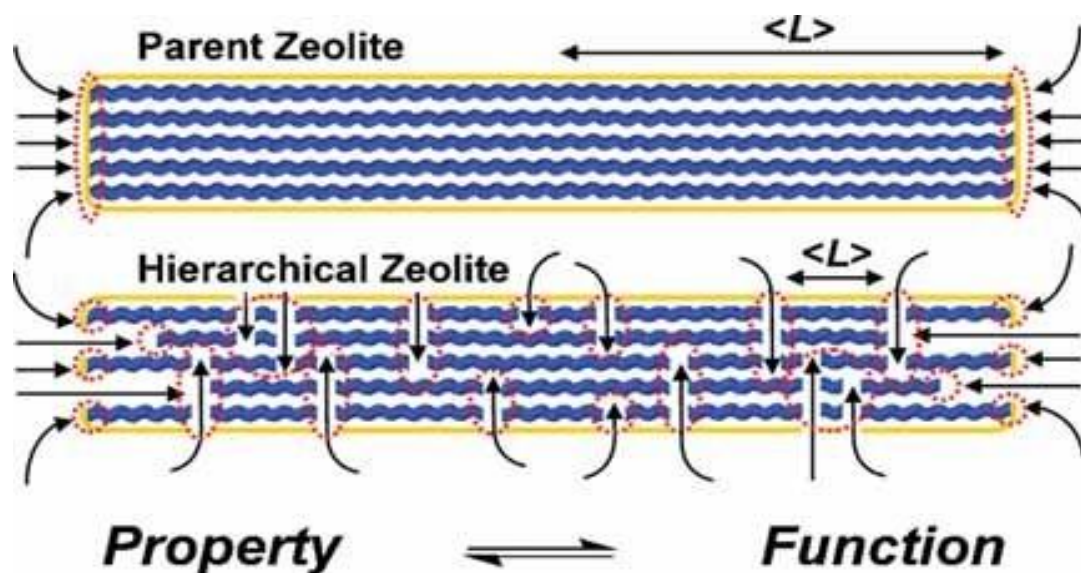 Parent Zeolite
<L>
Hierarchical Zeolite
<L>
Property
Function